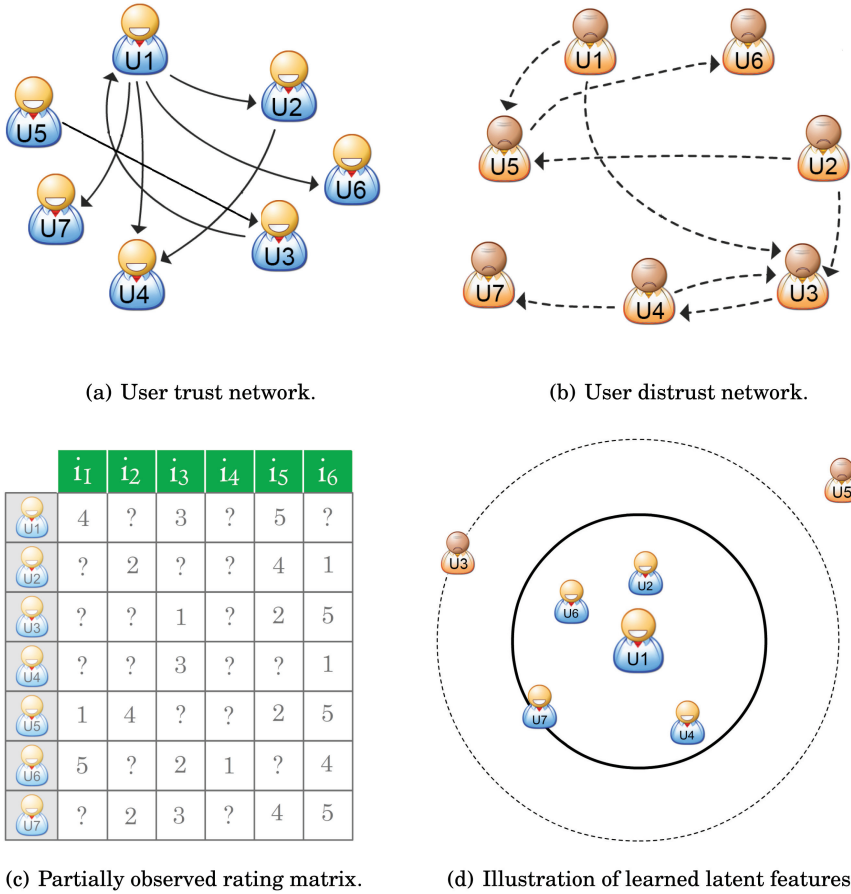 U1
U2
U5
U6
U7
U3
U4
U1
U6
U5
U2
U7
U4
U3
(a) User trust network.
(b) User distrust network.
i1 i2 i3 i4 i5 i6
U1 4 ? 3 ? 5 ?
U2 ? 2 ? ? 4 1
U3 ? ? 1 ? 2 5
U4 ? ? 3 ? ? 1
U5 1 4 ? ? 2 5
U6 5 ? 2 1 ? 4
U7 ? 2 3 ? 4 5
U5
U3
U2
U6
U1
U7
U4
(c) Partially observed rating matrix.
(d) Illustration of learned latent features